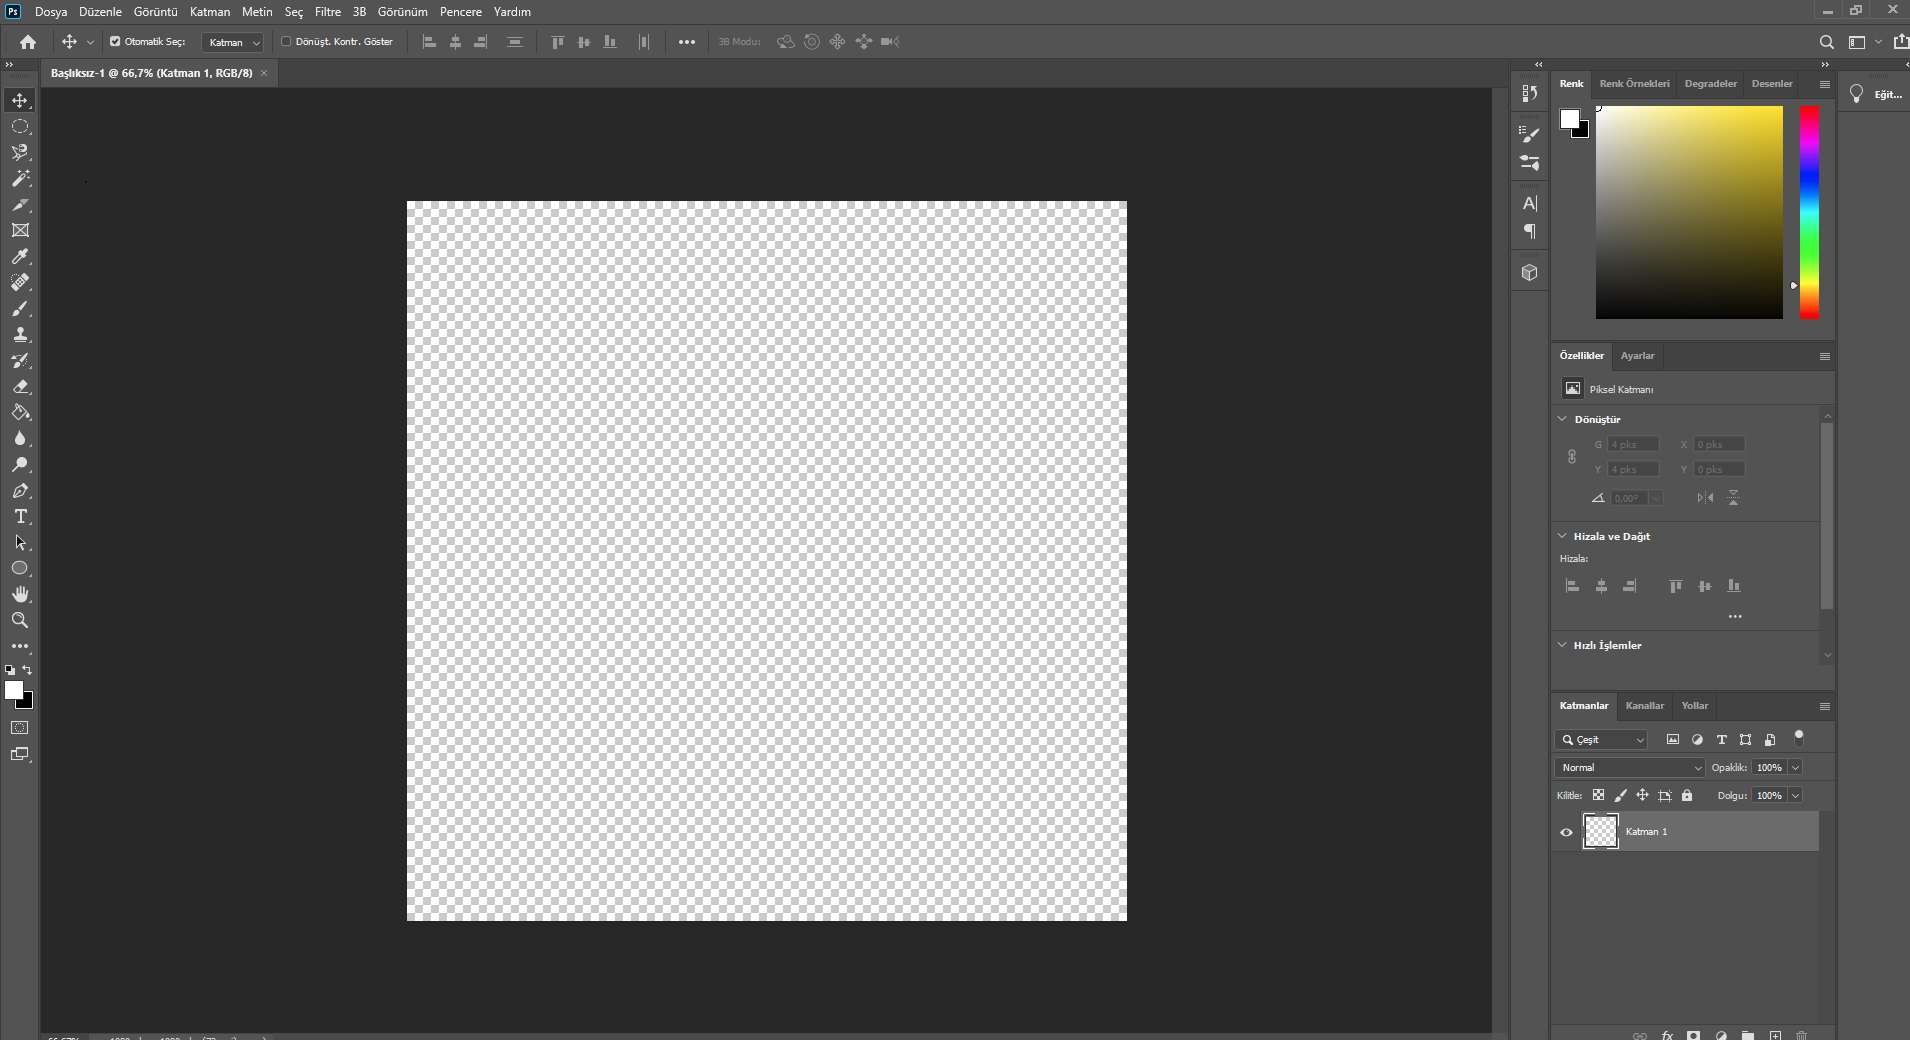 Ps Dosya Düzenle Görüntü Katman Metin Seç Filtre 3B Görünüm Pencere Yardım
Otomatik Seç: Katman Dönüşt. Kontr. Göster 3B Modu:
Başlıksız-1 @ 66,7% (Katman 1, RGB/8) ×
Renk Renk Örnekleri Degradeler Desenler
Eğit...
Özellikler Ayarlar
Piksel Katmanı
Dönüştür
G 4 pks X 0 pks
Y 4 pks Y 0 pks
0,00°
Hizala ve Dağıt
Hizala:
Hızlı İşlemler
Katmanlar Kanallar Yollar
Çeşit
Normal Opaklık: 100%
Kilitle: Dolgu: 100%
Katman 1
fx